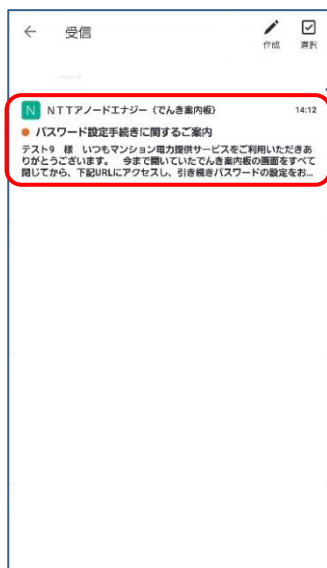 ← 受信
作成 選択
N NTTアノードエナジー（でんき案内板） 14:12
パスワード設定手続きに関するご案内
テスト9 様 いつもマンション電力提供サービスをご利用いただきあ
りがとうございます。 今まで開いていたでんき案内板の画面をすべて
閉じてから、下記URLにアクセスし、引き続きパスワードの設定をお...